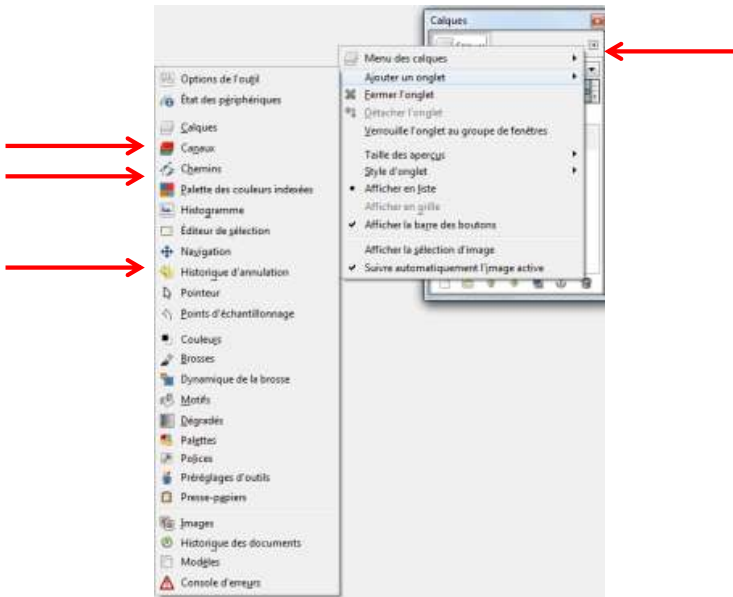 Calques
Menu des calques
Ajouter un onglet
Fermer l'onglet
Détacher l'onglet
Verrouille l'onglet au groupe de fenêtres
Taille des aperçus
Style d'onglet
Afficher en liste
Afficher en grille
Afficher la barre des boutons
Afficher la sélection d'image
Suivre automatiquement l'image active
Options de l'outil
État des périphériques
Calques
Canaux
Chemins
Palette des couleurs indexées
Histogramme
Éditeur de sélection
Navigation
Historique d'annulation
Pointeur
Points d'échantillonnage
Couleurs
Brosses
Dynamique de la brosse
Motifs
Dégradés
Palettes
Polices
Préréglages d'outils
Presse-papiers
Images
Historique des documents
Modèles
Console d'erreurs